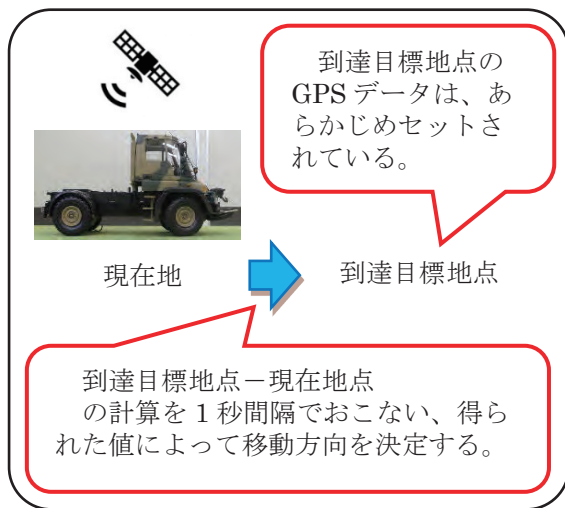 到達目標地点の
GPS データは、あ
らかじめセットさ
れている。
現在地
到達目標地点
到達目標地点－現在地点
の計算を 1 秒間隔でおこない、得ら
れた値によって移動方向を決定する。